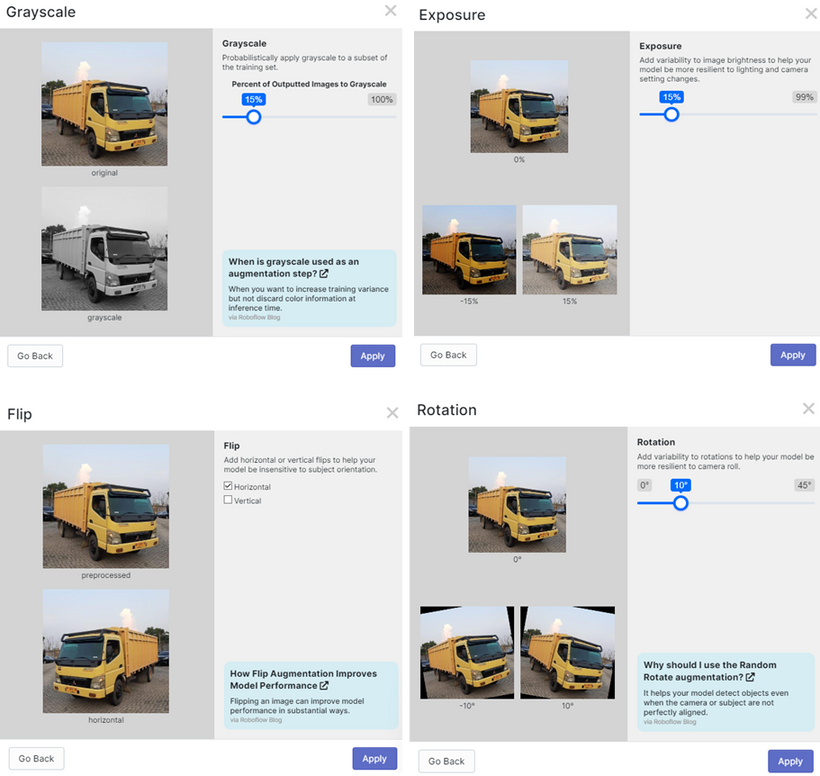 Grayscale
Grayscale
Probabilistically apply grayscale to a subset of
the training set.
Percent of Outputted Images to Grayscale
15%
100%
original
grayscale
When is grayscale used as an
augmentation step?
When you want to increase training variance
but not discard color information at
inference time.
via Roboflow Blog
Go Back
Apply
Exposure
Exposure
Add variability to image brightness to help your
model be more resilient to lighting and camera
setting changes.
15%
99%
0%
-15%
15%
Go Back
Apply
Flip
Flip
Add horizontal or vertical flips to help your
model be insensitive to subject orientation.
Horizontal
Vertical
preprocessed
horizontal
How Flip Augmentation Improves
Model Performance
Flipping an image can improve model
performance in substantial ways.
via Roboflow Blog
Go Back
Apply
Rotation
Rotation
Add variability to rotations to help your model be
more resilient to camera roll.
0°
10°
45°
0°
-10°
10°
Why should I use the Random
Rotate augmentation?
It helps your model detect objects even
when the camera or subject are not
perfectly aligned.
via Roboflow Blog
Go Back
Apply